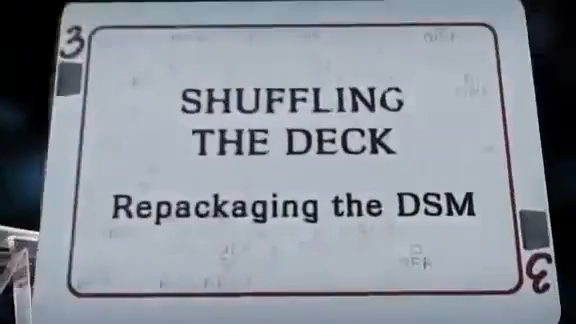 3
SHUFFLING
THE DECK
Repackaging the DSM
3